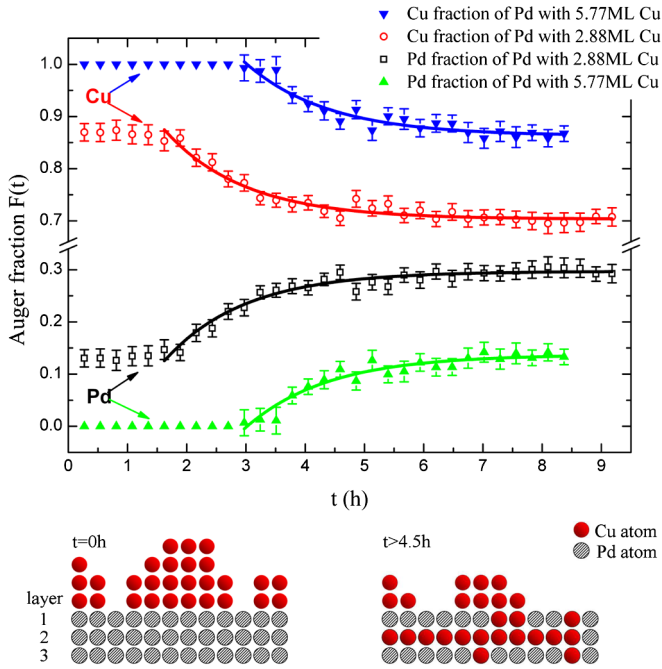 Cu fraction of Pd with 5.77ML Cu
Cu fraction of Pd with 2.88ML Cu
Pd fraction of Pd with 2.88ML Cu
Pd fraction of Pd with 5.77ML Cu
Auger fraction F(t)
1.0
0.9
0.8
0.7
0.3
0.2
0.1
0.0
Cu
Pd
0 1 2 3 4 5 6 7 8 9
t (h)
t=0h
t>4.5h
Cu atom
Pd atom
layer
1
2
3
1
2
3